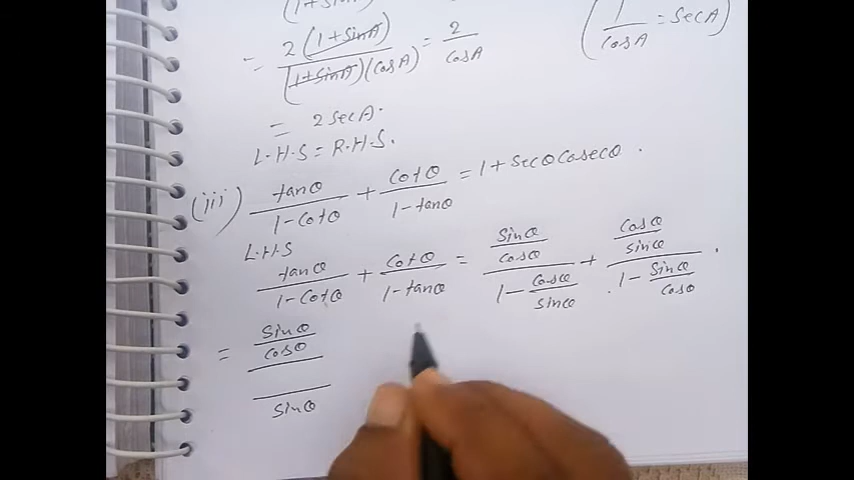 (1+sinA)
= 2(1+sinA) / (1+sinA)(cosA) = 2 / cosA (1 / cosA = secA)
= 2 secA.
L.H.S = R.H.S.
(iii) tanθ / 1-cotθ + cotθ / 1-tanθ = 1 + secθ cosecθ .
L.H.S
tanθ / 1-cotθ + cotθ / 1-tanθ = sinθ/cosθ / 1 - cosθ/sinθ + cosθ/sinθ / 1 - sinθ/cosθ .
= sinθ/cosθ / sinθ